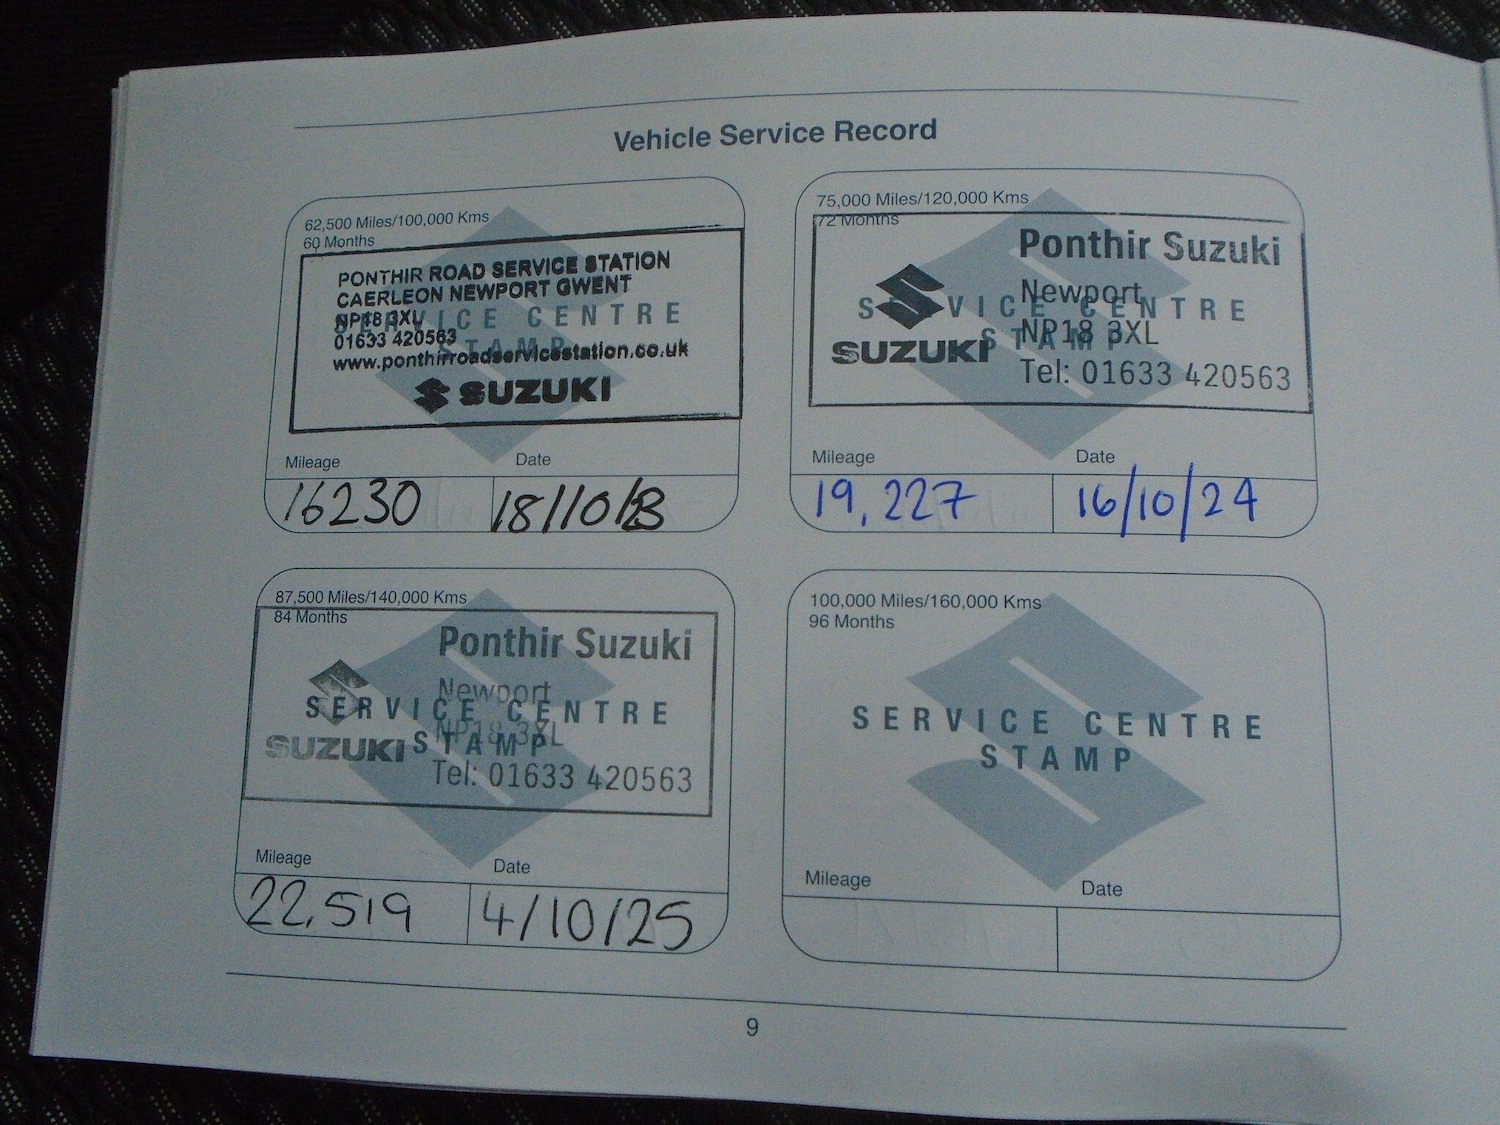 Vehicle Service Record
62,500 Miles/100,000 Kms
60 Months
PONTHIR ROAD SERVICE STATION
CAERLEON NEWPORT GWENT
SERVICE CENTRE
NP18 3XL
STAMP
01633 420563
www.ponthirroadservicestation.co.uk
SUZUKI
Mileage
Date
16230
18/10/23
75,000 Miles/120,000 Kms
72 Months
Ponthir Suzuki
Newport
SERVICE CENTRE
STAMP
NP18 3XL
SUZUKI
Tel: 01633 420563
Mileage
Date
19,227
16/10/24
87,500 Miles/140,000 Kms
84 Months
Ponthir Suzuki
Newport
SERVICE CENTRE
NP18 3XL
STAMP
SUZUKI
Tel: 01633 420563
Mileage
Date
22,519
4/10/25
100,000 Miles/160,000 Kms
96 Months
SERVICE CENTRE
STAMP
Mileage
Date
9